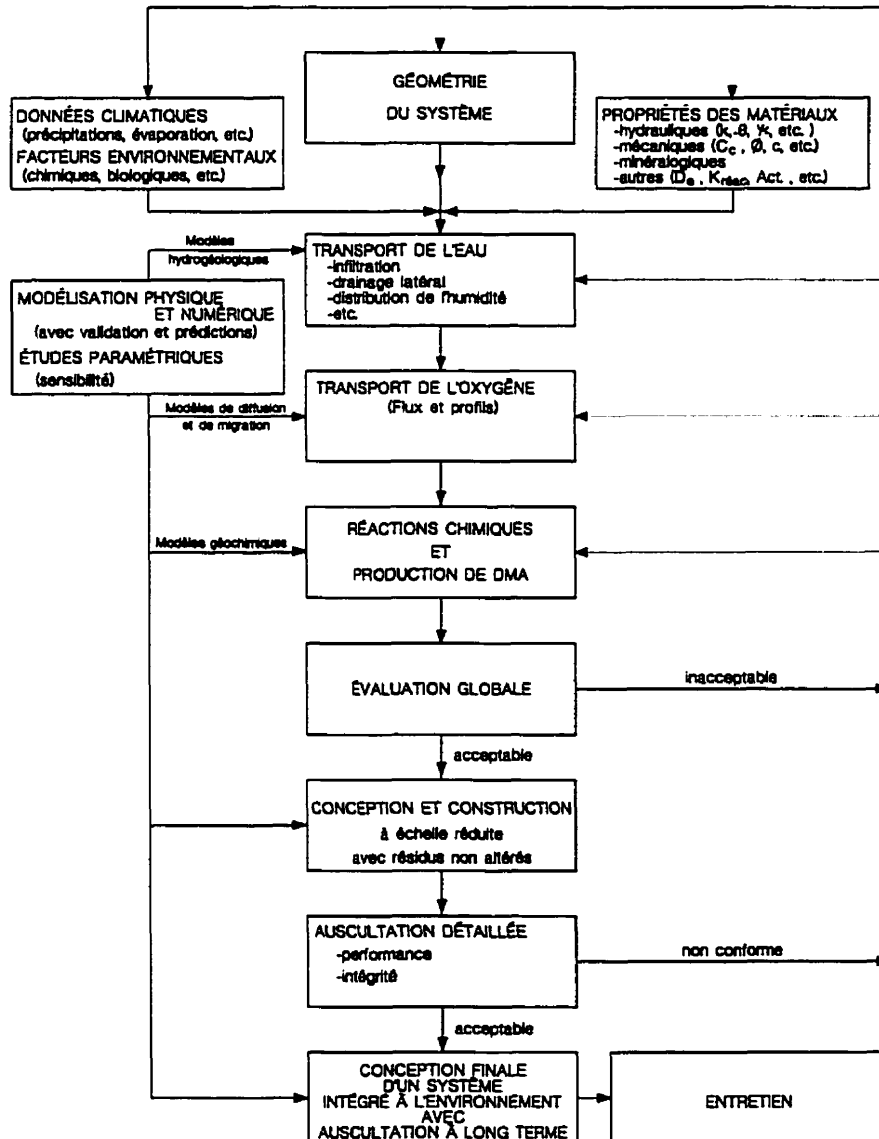 GÉOMÉTRIE
DU SYSTÈME
DONNÉES CLIMATIQUES
(précipitations, évaporation, etc.)
FACTEURS ENVIRONNEMENTAUX
(chimiques, biologiques, etc.)
PROPRIÉTÉS DES MATÉRIAUX
-hydrauliques (k, θ, ψ, etc. )
-mécaniques (Cc , Ø, c, etc.)
-minéralogiques
-autres (De , Kréac, Act. , etc.)
Modèles
hydrogéologiques
TRANSPORT DE L'EAU
-infiltration
-drainage latéral
-distribution de l'humidité
-etc.
MODÉLISATION PHYSIQUE
ET NUMÉRIQUE
(avec validation et prédictions)
ÉTUDES PARAMÉTRIQUES
(sensibilité)
TRANSPORT DE L'OXYGÈNE
(Flux et profils)
Modèles de diffusion
et de migration
RÉACTIONS CHIMIQUES
ET
PRODUCTION DE DMA
Modèles géochimiques
ÉVALUATION GLOBALE
inacceptable
acceptable
CONCEPTION ET CONSTRUCTION
à échelle réduite
avec résidus non altérés
AUSCULTATION DÉTAILLÉE
-performance
-intégrité
non conforme
acceptable
CONCEPTION FINALE
D'UN SYSTÈME
INTÉGRÉ À L'ENVIRONNEMENT
AVEC
AUSCULTATION À LONG TERME
ENTRETIEN